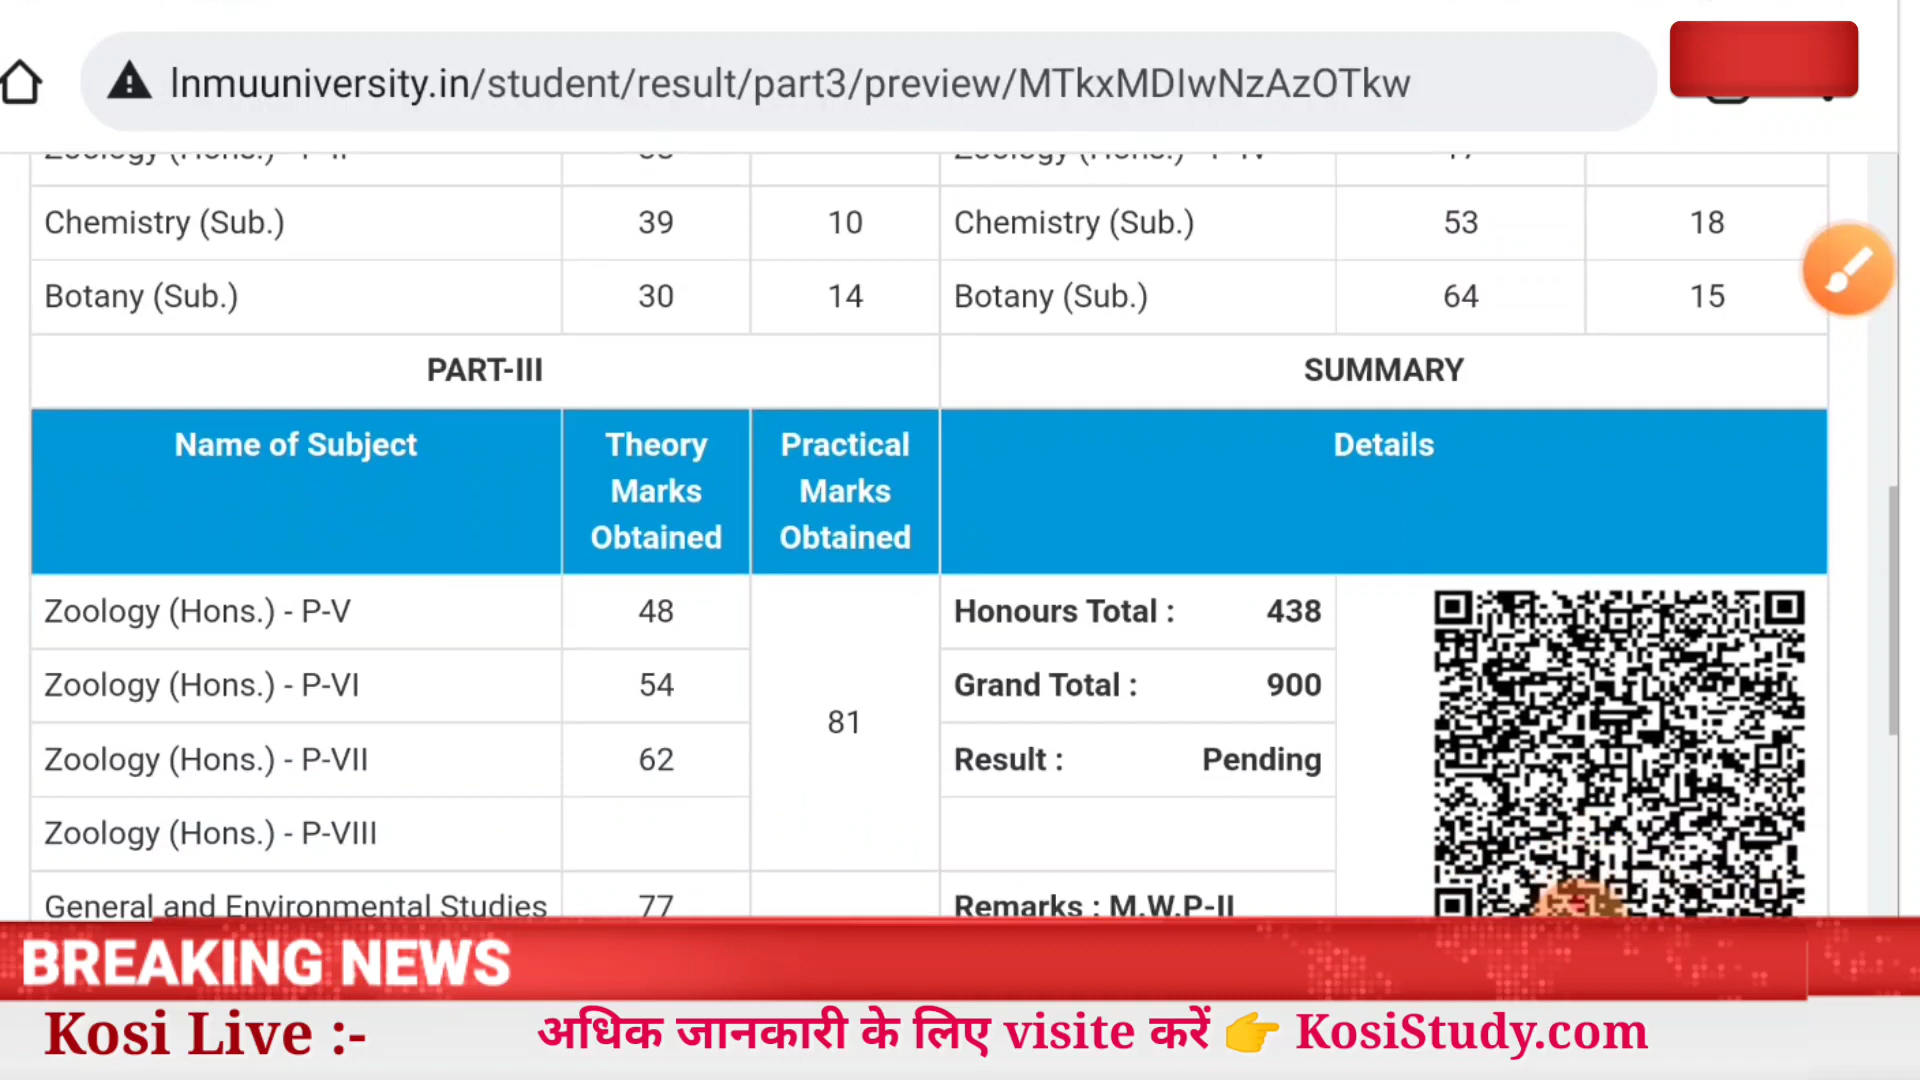 lnmuuniversity.in/student/result/part3/preview/MTkxMDIwNzAzOTkw
Chemistry (Sub.) 39 10 Chemistry (Sub.) 53 18
Botany (Sub.) 30 14 Botany (Sub.) 64 15
PART-III SUMMARY
Name of Subject Theory Marks Obtained Practical Marks Obtained Details
Zoology (Hons.) - P-V 48 Honours Total : 438
Zoology (Hons.) - P-VI 54 Grand Total : 900
81
Zoology (Hons.) - P-VII 62 Result : Pending
Zoology (Hons.) - P-VIII
General and Environmental Studies 77 Remarks : M.W.P-II
BREAKING NEWS
Kosi Live :- अधिक जानकारी के लिए visite करें 👉 KosiStudy.com